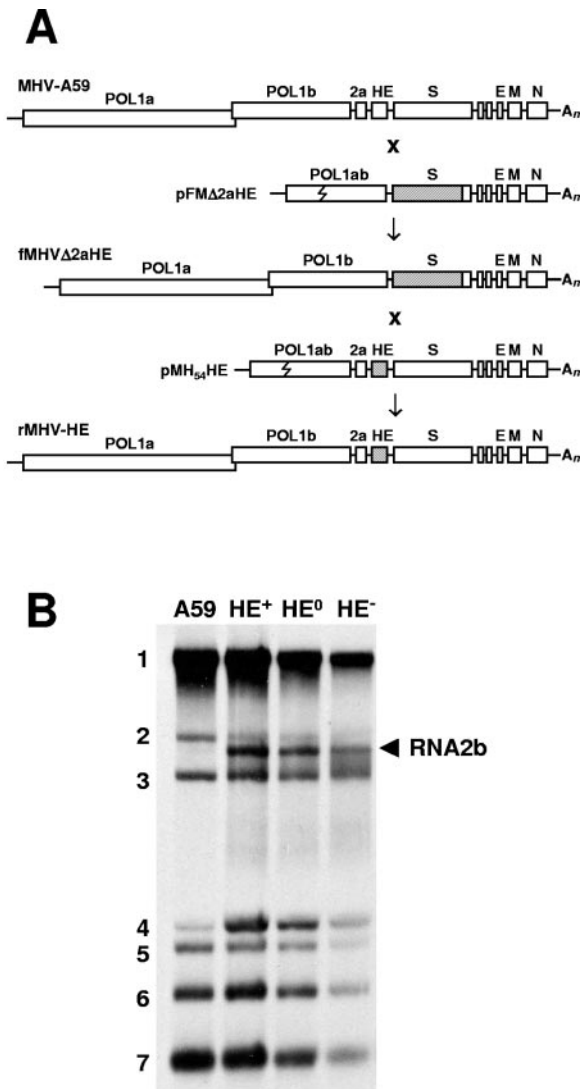 A
MHV-A59
POL1a POL1b 2a HE S E M N
An
x
POL1ab S E M N
pFMΔ2aHE An
↓
fMHVΔ2aHE
POL1a POL1b S E M N
An
x
POL1ab 2a HE S E M N
pMH54HE An
↓
rMHV-HE
POL1a POL1b 2a HE S E M N
An
B
A59 HE+ HE0 HE-
1
2
RNA2b
3
4
5
6
7